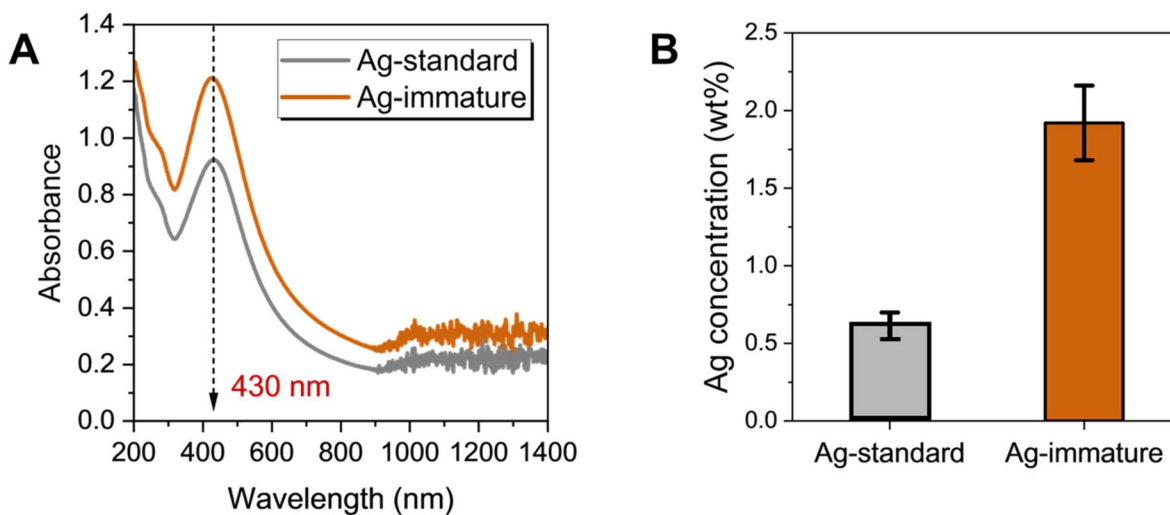 A
1.4
1.2
1.0
0.8
0.6
0.4
0.2
0.0
Absorbance
Ag-standard
Ag-immature
430 nm
200 400 600 800 1000 1200 1400
Wavelength (nm)
B
2.5
2.0
1.5
1.0
0.5
0.0
Ag concentration (wt%)
Ag-standard Ag-immature